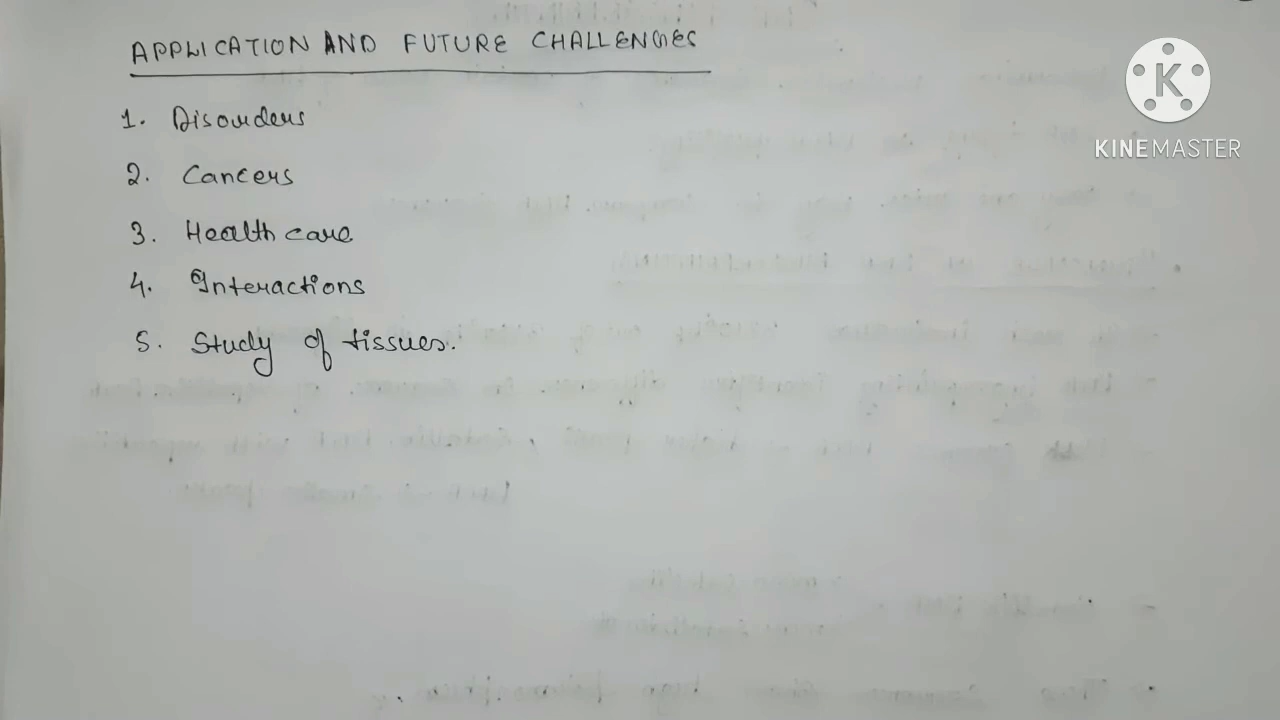 APPLICATION AND FUTURE CHALLENGES
1. Disorders
2. Cancers
3. Health care
4. Interactions
5. Study of tissues.
K
KINEMASTER